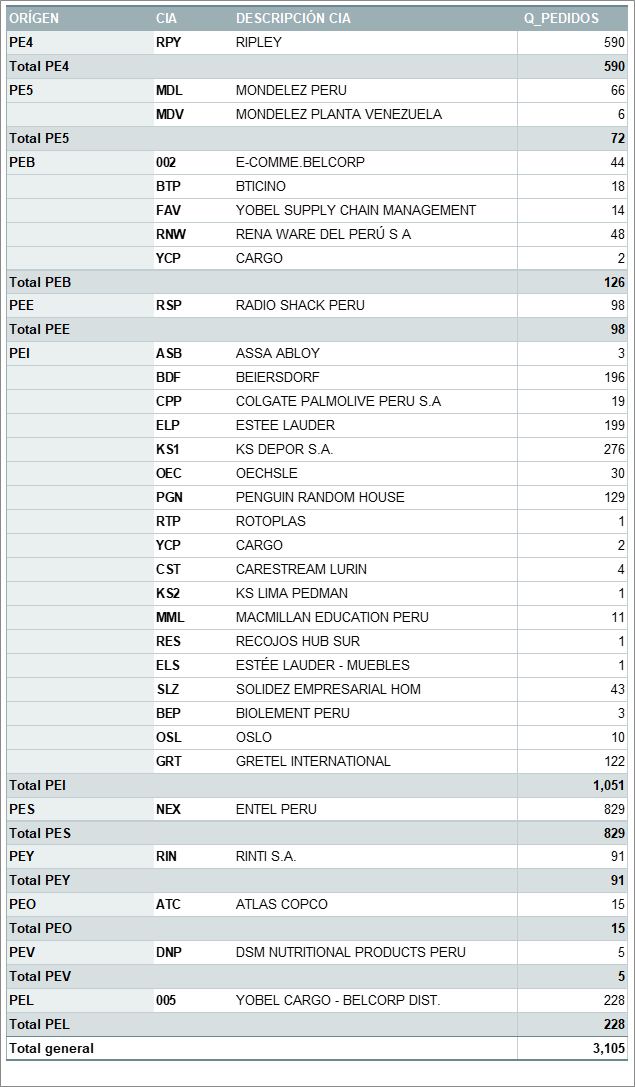 ORÍGEN CIA DESCRIPCIÓN CIA Q_PEDIDOS
PE4 RPY RIPLEY 590
Total PE4 590
PE5 MDL MONDELEZ PERU 66
MDV MONDELEZ PLANTA VENEZUELA 6
Total PE5 72
PEB 002 E-COMME.BELCORP 44
BTP BTICINO 18
FAV YOBEL SUPPLY CHAIN MANAGEMENT 14
RNW RENA WARE DEL PERÚ S A 48
YCP CARGO 2
Total PEB 126
PEE RSP RADIO SHACK PERU 98
Total PEE 98
PEI ASB ASSA ABLOY 3
BDF BEIERSDORF 196
CPP COLGATE PALMOLIVE PERU S.A 19
ELP ESTEE LAUDER 199
KS1 KS DEPOR S.A. 276
OEC OECHSLE 30
PGN PENGUIN RANDOM HOUSE 129
RTP ROTOPLAS 1
YCP CARGO 2
CST CARESTREAM LURIN 4
KS2 KS LIMA PEDMAN 1
MML MACMILLAN EDUCATION PERU 11
RES RECOJOS HUB SUR 1
ELS ESTÉE LAUDER - MUEBLES 1
SLZ SOLIDEZ EMPRESARIAL HOM 43
BEP BIOLEMENT PERU 3
OSL OSLO 10
GRT GRETEL INTERNATIONAL 122
Total PEI 1,051
PES NEX ENTEL PERU 829
Total PES 829
PEY RIN RINTI S.A. 91
Total PEY 91
PEO ATC ATLAS COPCO 15
Total PEO 15
PEV DNP DSM NUTRITIONAL PRODUCTS PERU 5
Total PEV 5
PEL 005 YOBEL CARGO - BELCORP DIST. 228
Total PEL 228
Total general 3,105